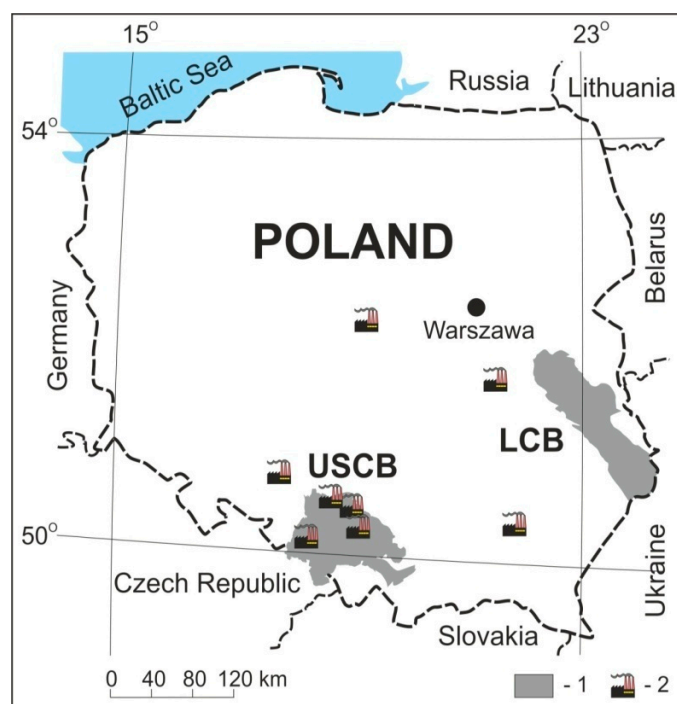 15°
23°
Baltic Sea
Russia
Lithuania
54°
POLAND
Belarus
Germany
Warszawa
LCB
USCB
50°
Czech Republic
Ukraine
Slovakia
0 40 80 120 km
- 1
- 2